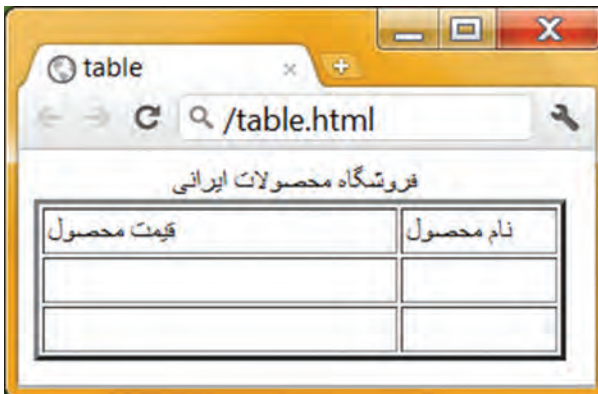 table
/table.html
فروشگاه محصولات ایرانی
قیمت محصول نام محصول